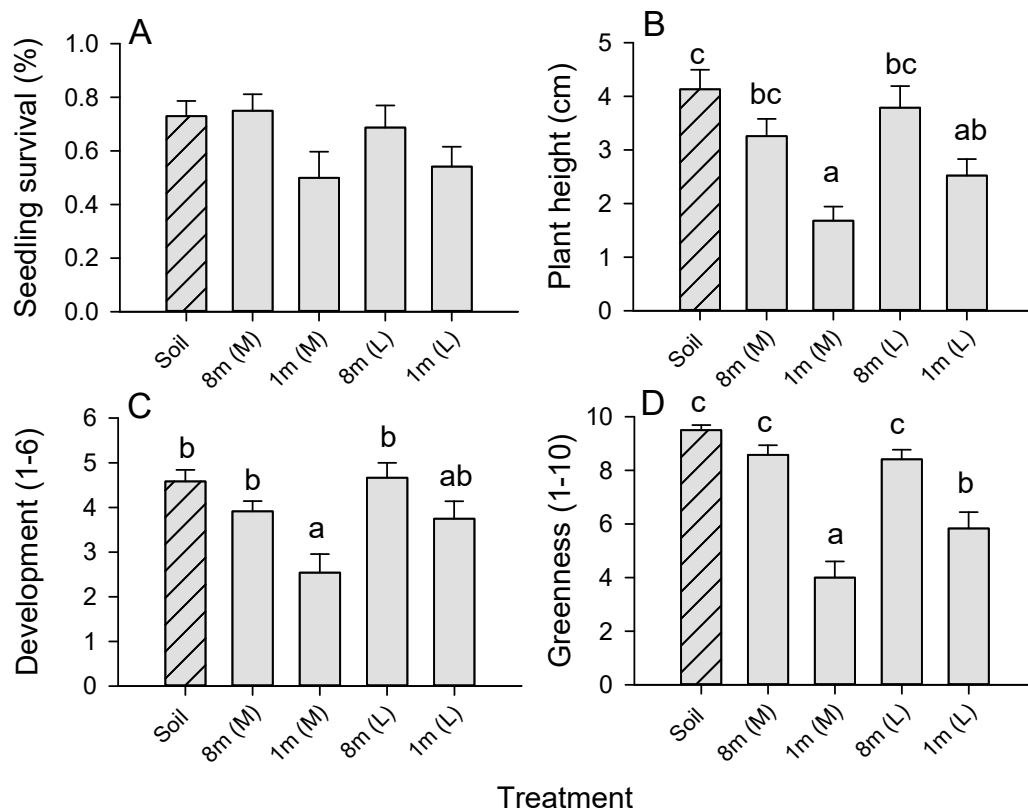 A
Seedling survival (%)
1.0
0.8
0.6
0.4
0.2
0.0
Soil
8m (M)
1m (M)
8m (L)
1m (L)
B
Plant height (cm)
5
4
3
2
1
0
c
bc
a
bc
ab
Soil
8m (M)
1m (M)
8m (L)
1m (L)
C
Development (1-6)
6
5
4
3
2
1
0
b
b
a
b
ab
Soil
8m (M)
1m (M)
8m (L)
1m (L)
D
Greenness (1-10)
10
8
6
4
2
0
c
c
a
c
b
Soil
8m (M)
1m (M)
8m (L)
1m (L)
Treatment